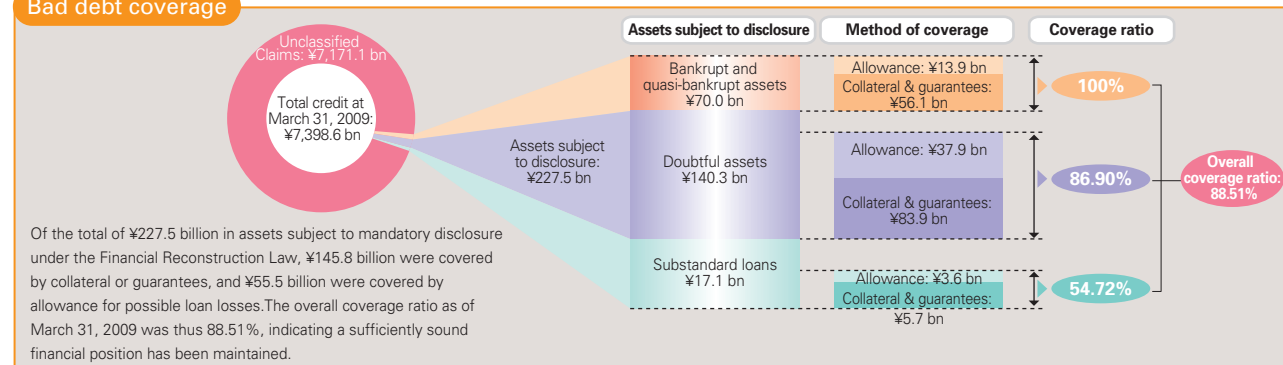 Bad debt coverage
Unclassified
Claims: ¥7,171.1 bn
Total credit at
March 31, 2009:
¥7,398.6 bn
Assets subject
to disclosure:
¥227.5 bn
Assets subject to disclosure
Bankrupt and
quasi-bankrupt assets
¥70.0 bn
Doubtful assets
¥140.3 bn
Substandard loans
¥17.1 bn
Method of coverage
Allowance: ¥13.9 bn
Collateral & guarantees:
¥56.1 bn
Allowance: ¥37.9 bn
Collateral & guarantees:
¥83.9 bn
Allowance: ¥3.6 bn
Collateral & guarantees:
¥5.7 bn
Coverage ratio
100%
86.90%
54.72%
Overall
coverage ratio:
88.51%
Of the total of ¥227.5 billion in assets subject to mandatory disclosure
under the Financial Reconstruction Law, ¥145.8 billion were covered
by collateral or guarantees, and ¥55.5 billion were covered by
allowance for possible loan losses.The overall coverage ratio as of
March 31, 2009 was thus 88.51%, indicating a sufficiently sound
financial position has been maintained.